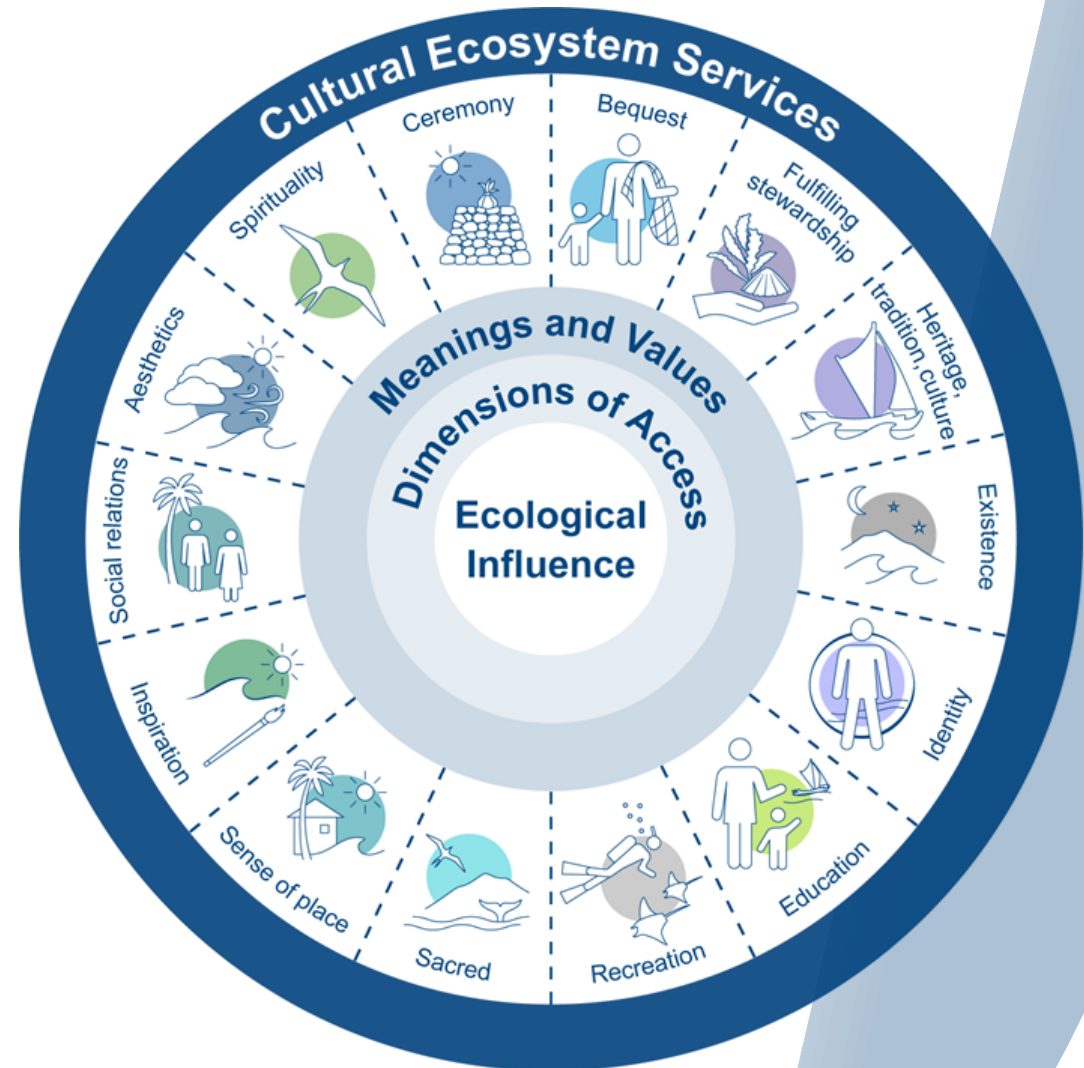 Cultural Ecosystem Services
Ceremony
Bequest
Fulfilling
stewardship
Heritage,
tradition, culture
Existence
Identity
Education
Recreation
Sacred
Sense of place
Inspiration
Social relations
Aesthetics
Spirituality
Meanings and Values
Dimensions of Access
Ecological
Influence